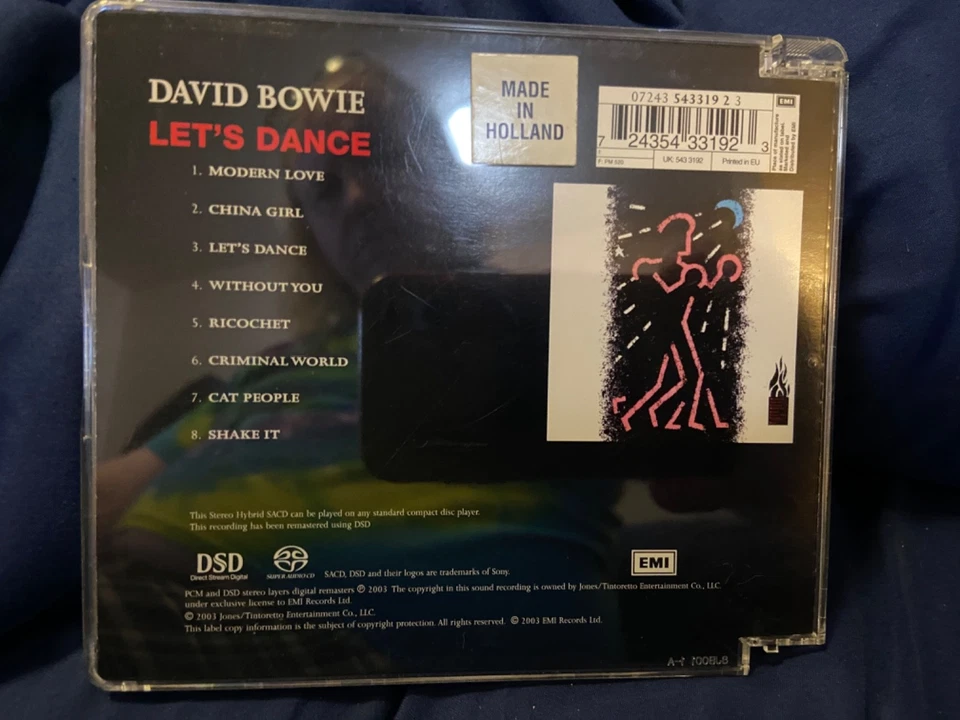 DAVID BOWIE
LET'S DANCE
1. MODERN LOVE
2. CHINA GIRL
3. LET'S DANCE
4. WITHOUT YOU
5. RICOCHET
6. CRIMINAL WORLD
7. CAT PEOPLE
8. SHAKE IT
MADE
IN
HOLLAND
07243 543319 2 3
7 24354 33192 3
UK: 543 3192
Printed in EU
EMI
Distributed by EMI.
This Stereo Hybrid SACD can be played on any standard compact disc player.
This recording has been remastered using DSD
DSD
Direct Stream Digital
SUPER AUDIO CD
SACD, DSD and their logos are trademarks of Sony.
EMI
PCM and DSD stereo layers digital remasters ℗ 2003 The copyright in this sound recording is owned by Jones/Tintoretto Entertainment Co., LLC.
under exclusive license to EMI Records Ltd.
© 2003 Jones/Tintoretto Entertainment Co., LLC.
This label copy information is the subject of copyright protection. All rights reserved. © 2003 EMI Records Ltd.